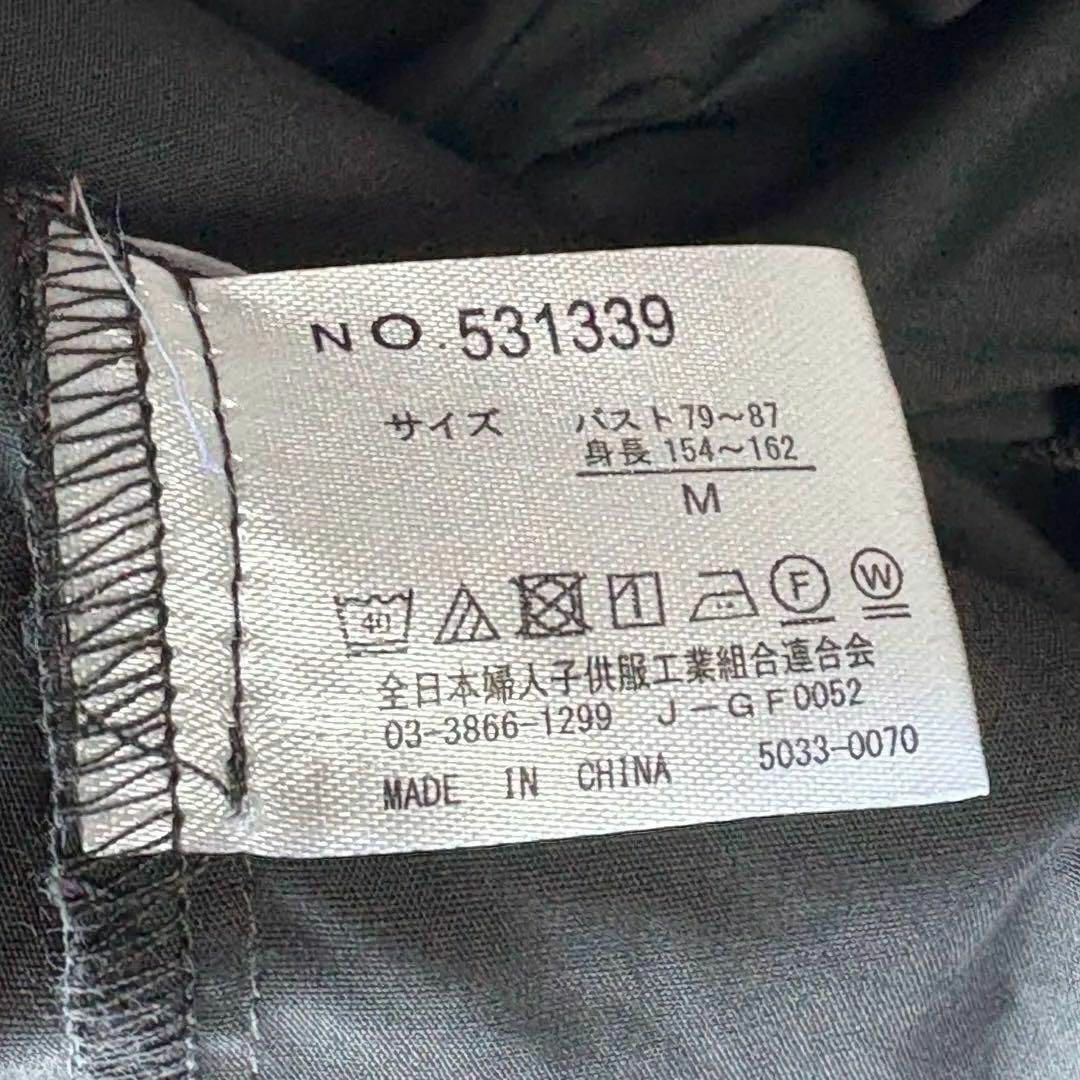 NO.531339
サイズ バスト79～87
身長 154～162
M
40 F W
全日本婦人子供服工業組合連合会
03-3866-1299 J-GF0052
MADE IN CHINA 5033-0070